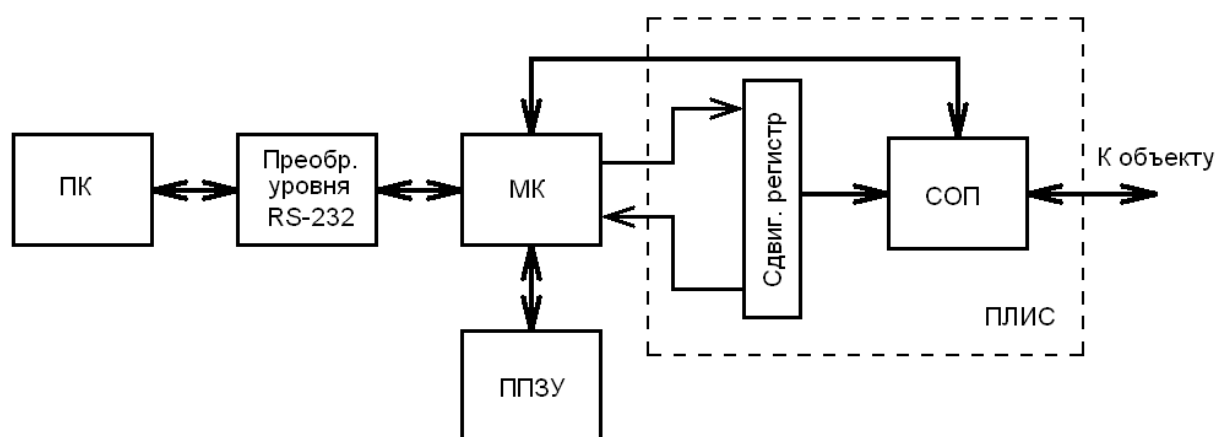 ПК
Преобр.
уровня
RS-232
МК
ППЗУ
Сдвиг. регистр
СОП
ПЛИС
К объекту